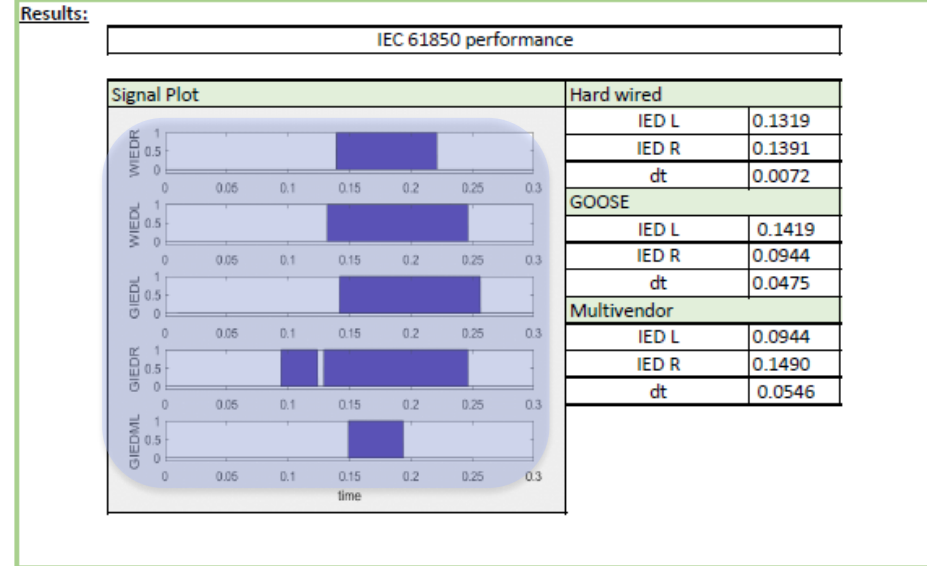 Results:
IEC 61850 performance
Signal Plot
WIEDR
1
0.5
0
0 0.05 0.1 0.15 0.2 0.25 0.3
WIEDL
1
0.5
0
0 0.05 0.1 0.15 0.2 0.25 0.3
GIEDL
1
0.5
0
0 0.05 0.1 0.15 0.2 0.25 0.3
GIEDR
1
0.5
0
0 0.05 0.1 0.15 0.2 0.25 0.3
GIEDML
1
0.5
0
0 0.05 0.1 0.15 0.2 0.25 0.3
time
Hard wired
IED L 0.1319
IED R 0.1391
dt 0.0072
GOOSE
IED L 0.1419
IED R 0.0944
dt 0.0475
Multivendor
IED L 0.0944
IED R 0.1490
dt 0.0546